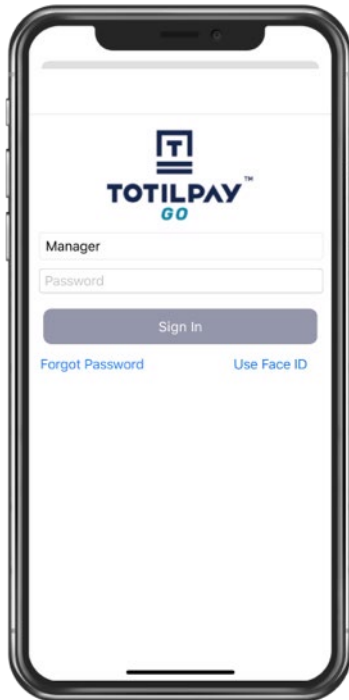 T
TOTILPAY™
GO
Manager
Password
Sign In
Forgot Password Use Face ID